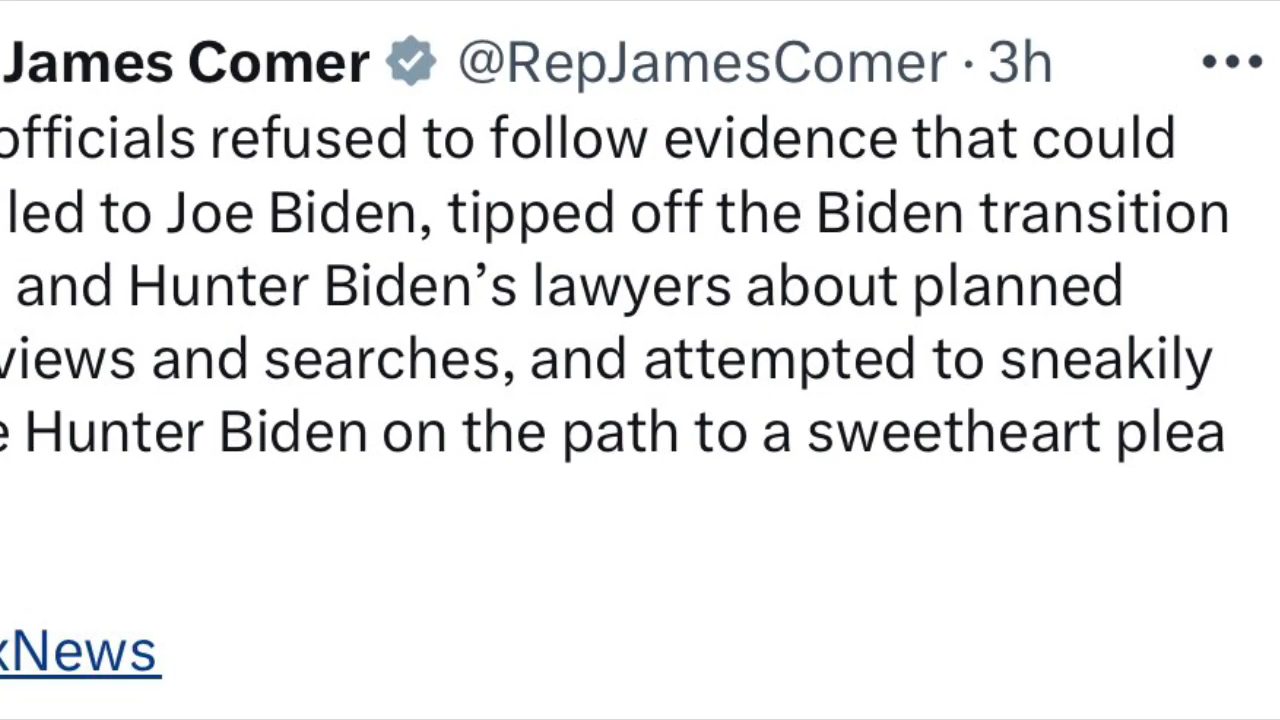 James Comer @RepJamesComer · 3h
officials refused to follow evidence that could
led to Joe Biden, tipped off the Biden transition
and Hunter Biden’s lawyers about planned
views and searches, and attempted to sneakily
e Hunter Biden on the path to a sweetheart plea
xNews